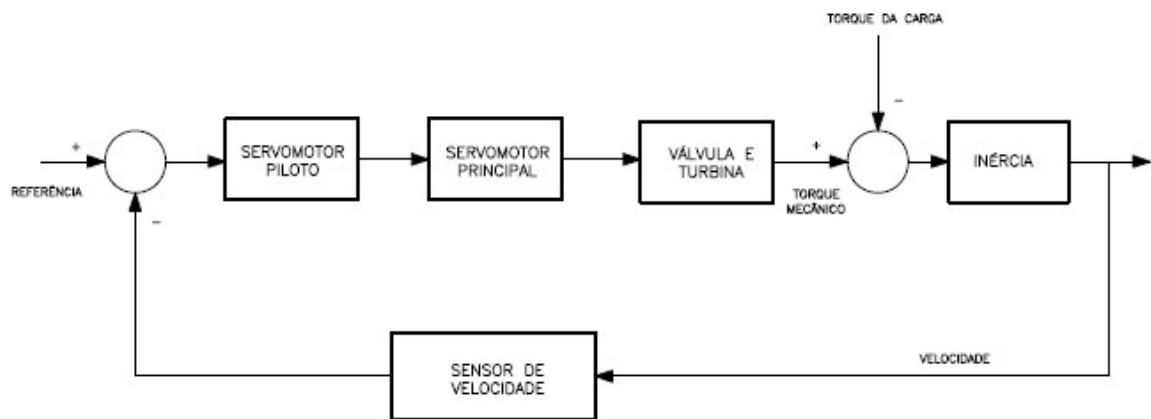 TORQUE DA CARGA
−
+
REFERÊNCIA
−
SERVOMOTOR
PILOTO
SERVOMOTOR
PRINCIPAL
VÁLVULA E
TURBINA
+
TORQUE
MECÂNICO
INÉRCIA
VELOCIDADE
SENSOR DE
VELOCIDADE